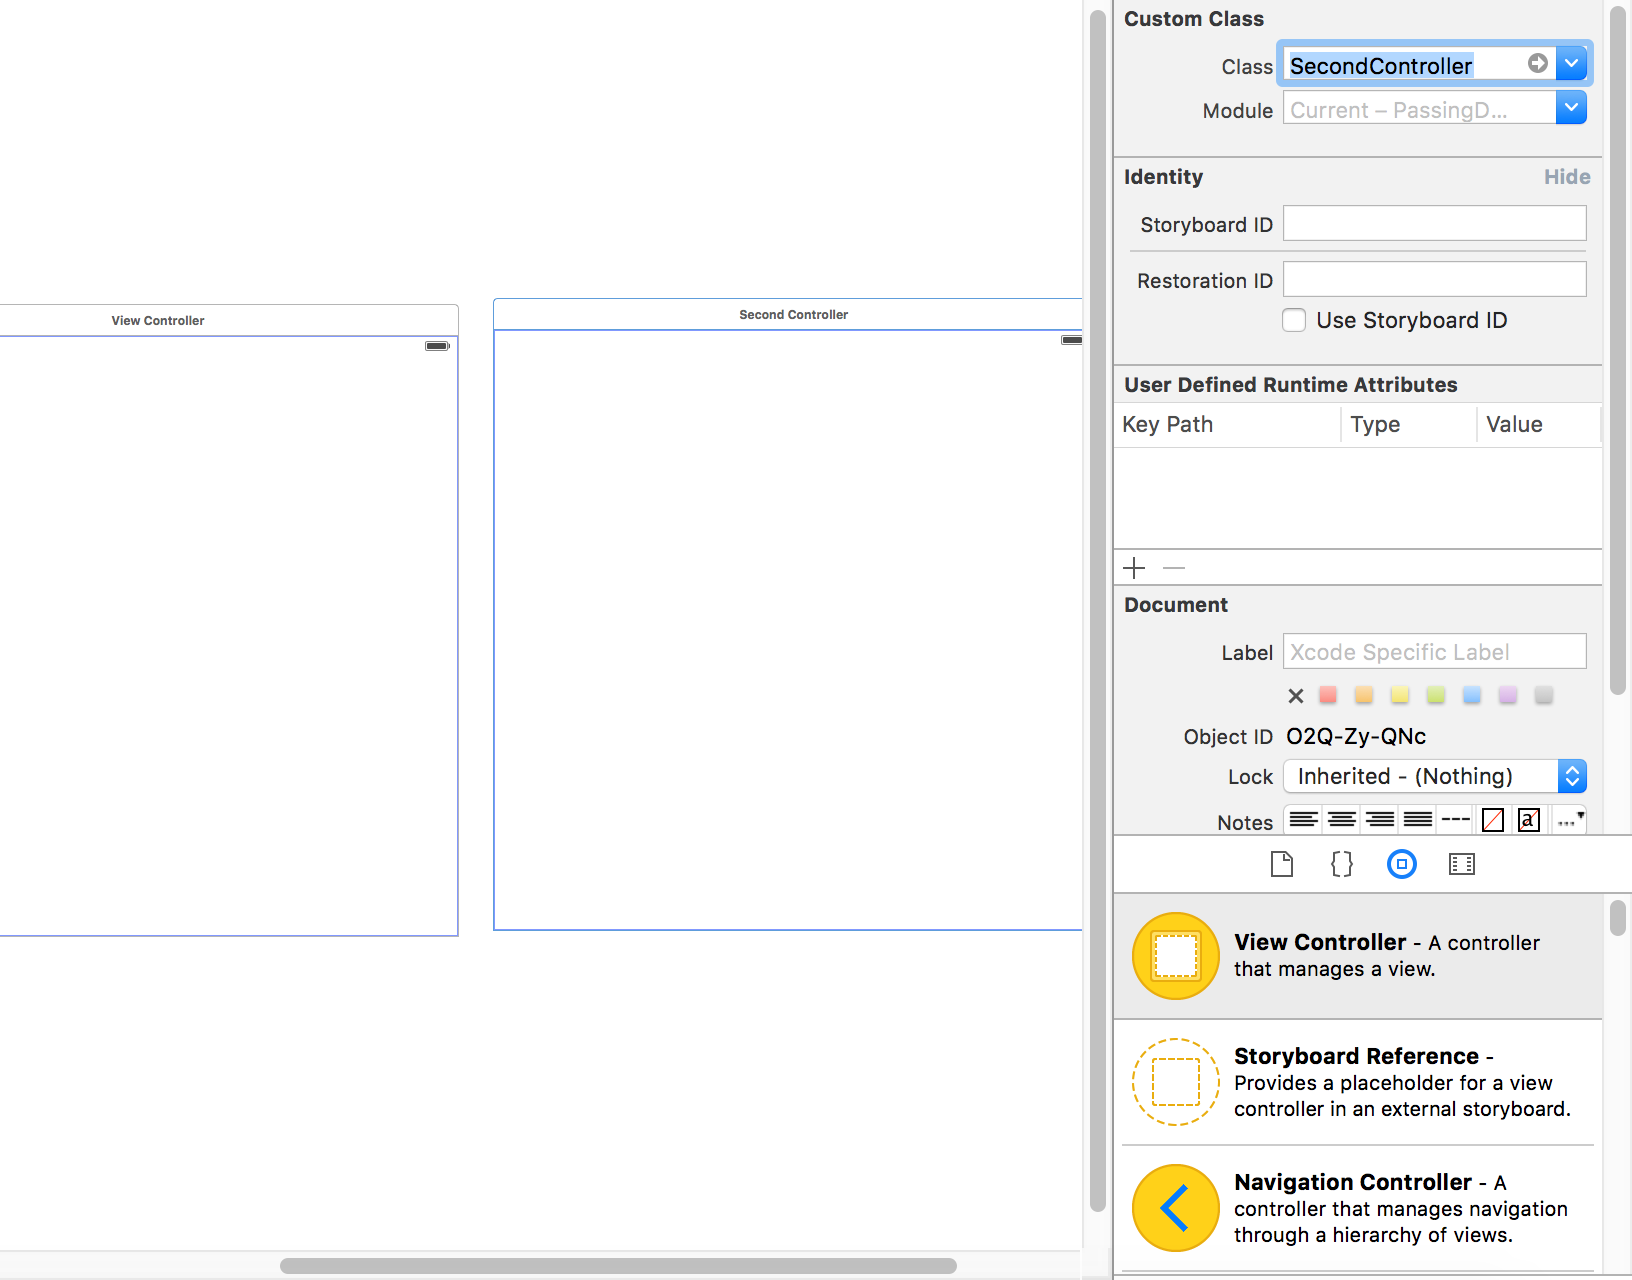 View Controller
Second Controller
Custom Class
Class SecondController
Module Current – PassingD...
Identity Hide
Storyboard ID
Restoration ID
Use Storyboard ID
User Defined Runtime Attributes
Key Path Type Value
Document
Label Xcode Specific Label
Object ID O2Q-Zy-QNc
Lock Inherited - (Nothing)
Notes
a
View Controller - A controller
that manages a view.
Storyboard Reference -
Provides a placeholder for a view
controller in an external storyboard.
Navigation Controller - A
controller that manages navigation
through a hierarchy of views.